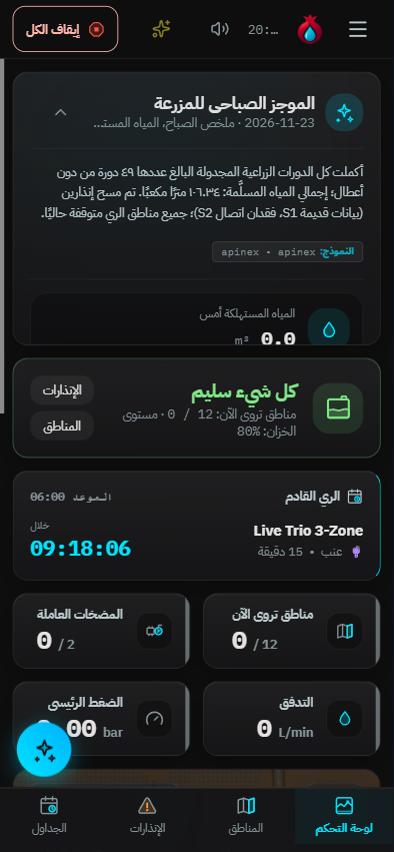 20:...
إيقاف الكل
الموجز الصباحي للمزرعة
2026-11-23 · ملخص الصباح، المياه المست...
أكملت كل الدورات الزراعية المجدولة البالغ عددها ٤٩ دورة من دون
أعطال؛ إجمالي المياه المسلَّمة: ١٠٦.٣٤ مترًا مكعبًا. تم مسح إنذارين
(بيانات قديمة S1، فقدان اتصال S2)؛ جميع مناطق الري متوقفة حاليًا.
النموذج: apinex • apinex
المياه المستهلكة أمس
0.0 m³
كل شيء سليم
مناطق تروى الآن: 12 / 0 · مستوى
الخزان: 80%
الإنذارات
المناطق
الري القادم
الموعد 06:00
Live Trio 3-Zone
عنب • 15 دقيقة
خلال
09:18:06
مناطق تروى الآن
0 / 12
المضخات العاملة
0 / 2
التدفق
0 L/min
الضغط الرئيسي
00 bar
لوحة التحكم
المناطق
الإنذارات
الجداول